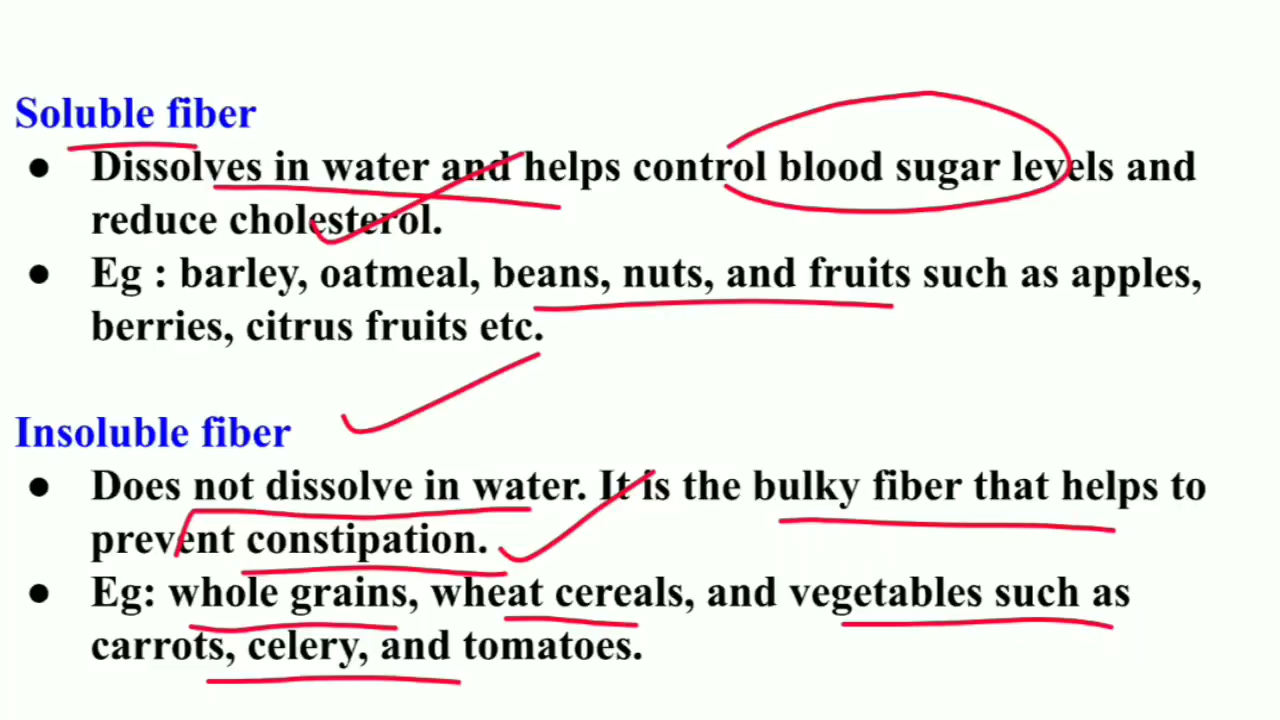 Soluble fiber
● Dissolves in water and helps control blood sugar levels and
reduce cholesterol.
● Eg : barley, oatmeal, beans, nuts, and fruits such as apples,
berries, citrus fruits etc.
Insoluble fiber
● Does not dissolve in water. It is the bulky fiber that helps to
prevent constipation.
● Eg: whole grains, wheat cereals, and vegetables such as
carrots, celery, and tomatoes.